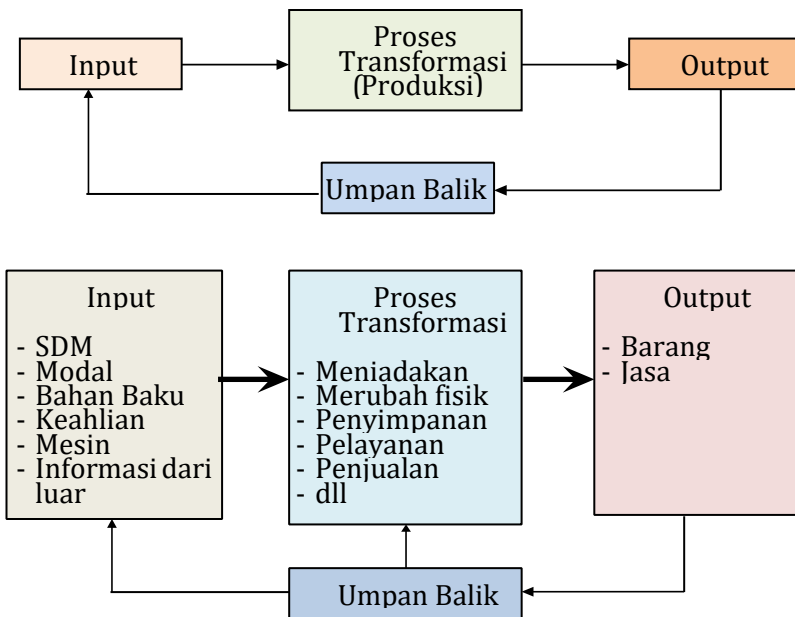 Input
Proses
Transformasi
(Produksi)
Output
Umpan Balik
Input
- SDM
- Modal
- Bahan Baku
- Keahlian
- Mesin
- Informasi dari
luar
Proses
Transformasi
- Meniadakan
- Merubah fisik
- Penyimpanan
- Pelayanan
- Penjualan
- dll
Output
- Barang
- Jasa
Umpan Balik